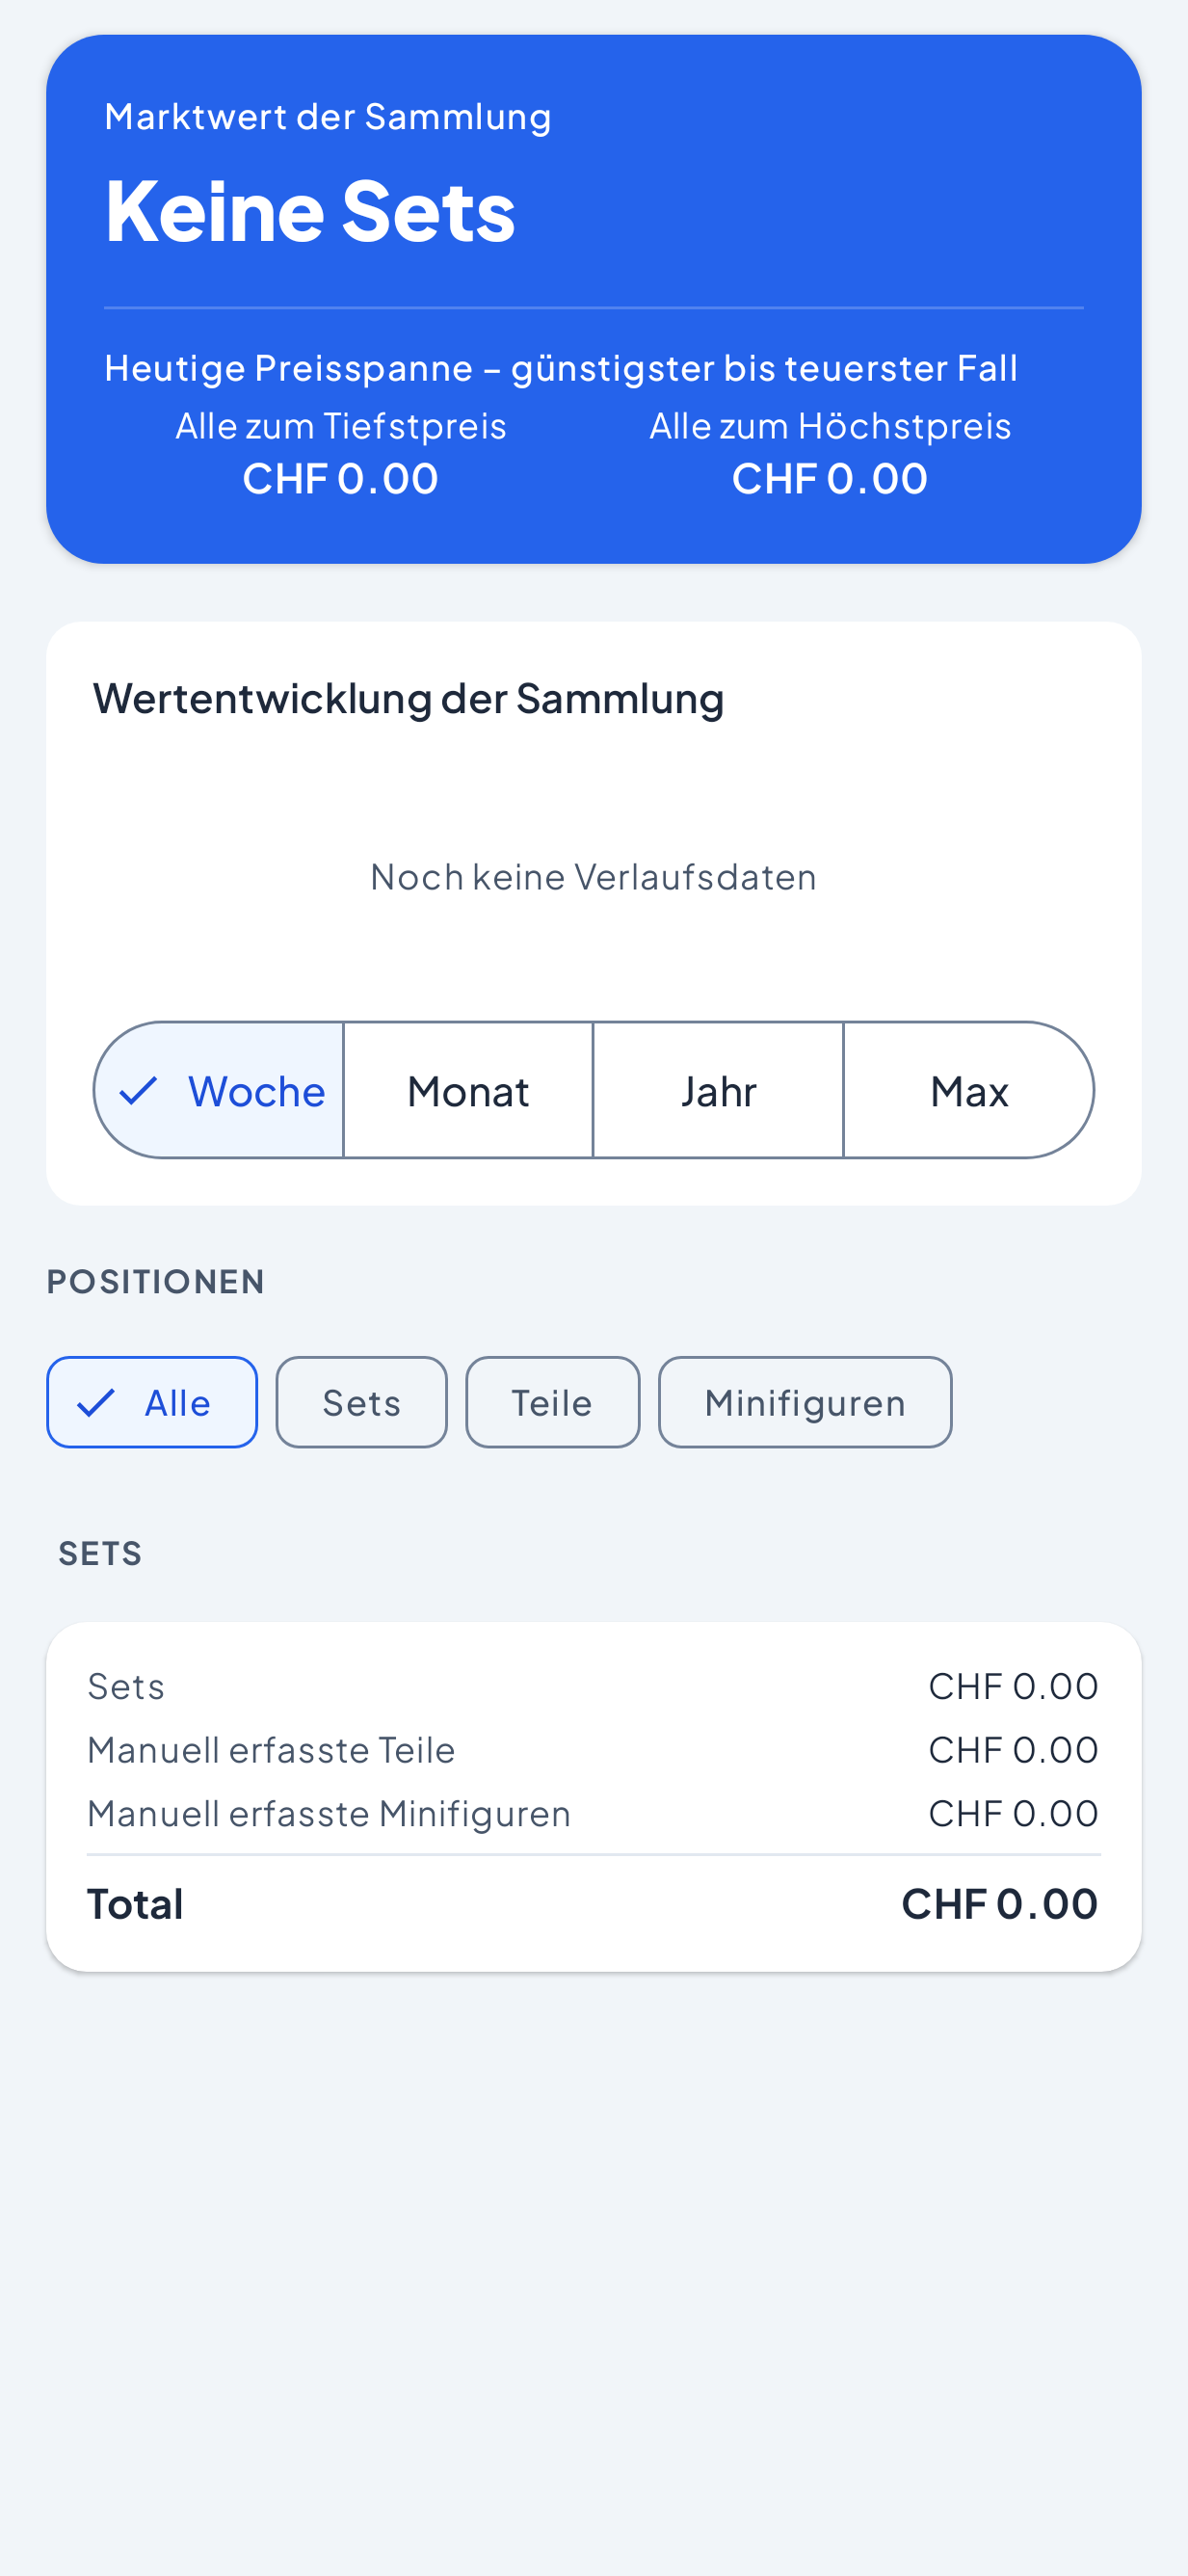 Marktwert der Sammlung
Keine Sets
Heutige Preisspanne – günstigster bis teuerster Fall
Alle zum Tiefstpreis
CHF 0.00
Alle zum Höchstpreis
CHF 0.00
Wertentwicklung der Sammlung
Noch keine Verlaufsdaten
Woche Monat Jahr Max
POSITIONEN
Alle Sets Teile Minifiguren
SETS
Sets CHF 0.00
Manuell erfasste Teile CHF 0.00
Manuell erfasste Minifiguren CHF 0.00
Total CHF 0.00